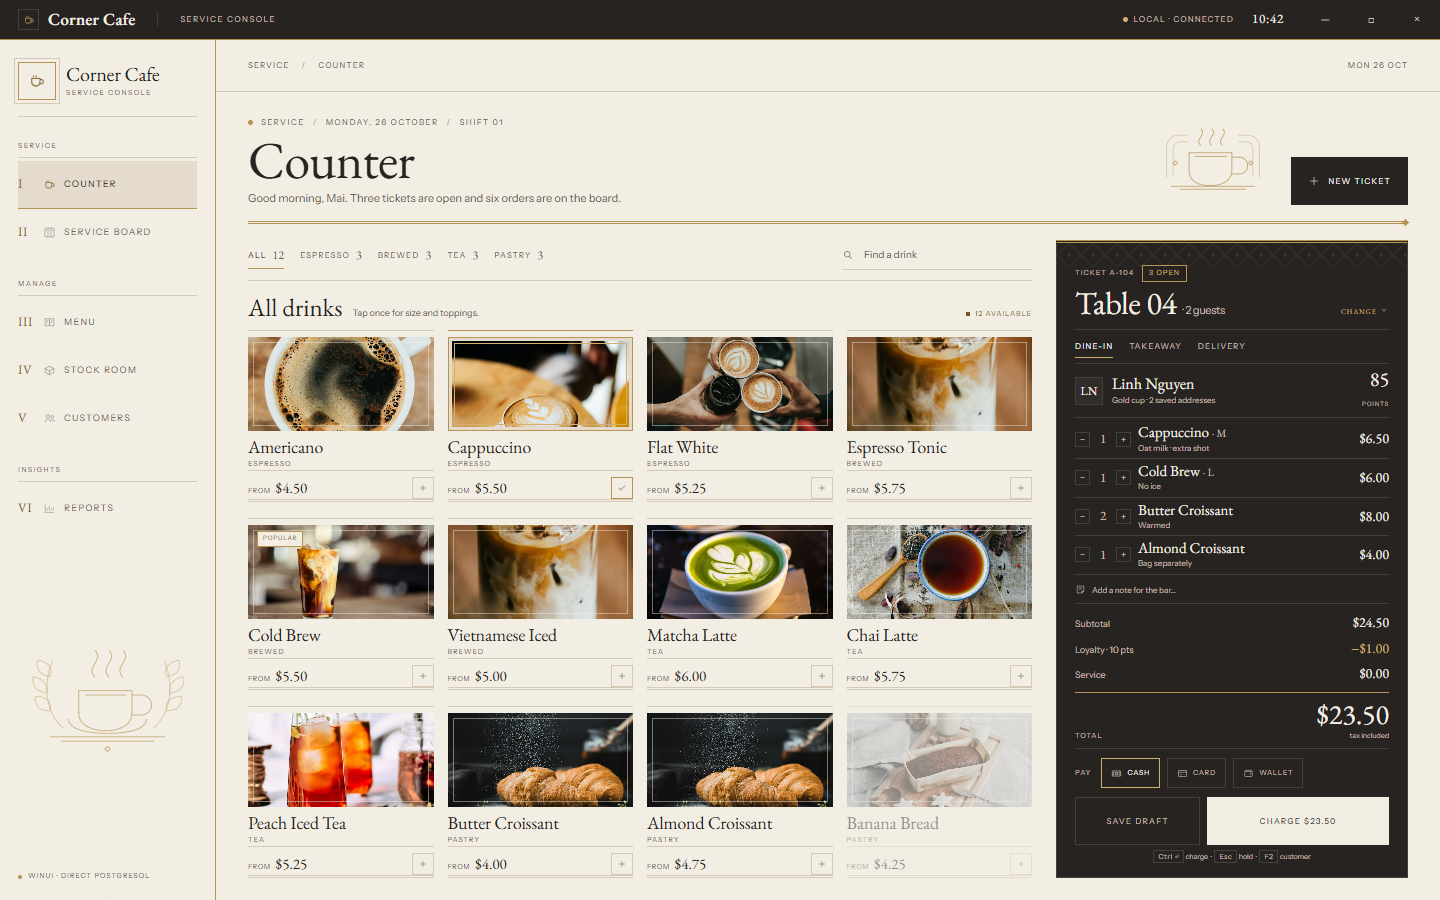 Corner Cafe
SERVICE CONSOLE
LOCAL · CONNECTED
10:42
Corner Cafe
SERVICE CONSOLE
SERVICE
I COUNTER
II SERVICE BOARD
MANAGE
III MENU
IV STOCK ROOM
V CUSTOMERS
INSIGHTS
VI REPORTS
WINUI · DIRECT POSTGRESQL
SERVICE / COUNTER
MON 26 OCT
SERVICE / MONDAY, 26 OCTOBER / SHIFT 01
Counter
Good morning, Mai. Three tickets are open and six orders are on the board.
+ NEW TICKET
ALL 12 ESPRESSO 3 BREWED 3 TEA 3 PASTRY 3
Find a drink
All drinks Tap once for size and toppings.
12 AVAILABLE
Americano
ESPRESSO
FROM $4.50 +
Cappuccino
ESPRESSO
FROM $5.50
Flat White
ESPRESSO
FROM $5.25 +
Espresso Tonic
BREWED
FROM $5.75 +
POPULAR
Cold Brew
BREWED
FROM $5.50 +
Vietnamese Iced
BREWED
FROM $5.00 +
Matcha Latte
TEA
FROM $6.00 +
Chai Latte
TEA
FROM $5.75 +
Peach Iced Tea
TEA
FROM $5.25 +
Butter Croissant
PASTRY
FROM $4.00 +
Almond Croissant
PASTRY
FROM $4.75 +
Banana Bread
PASTRY
FROM $4.25 +
TICKET A-104 3 OPEN
Table 04 · 2 guests
CHANGE
DINE-IN TAKEAWAY DELIVERY
LN Linh Nguyen
Gold cup · 2 saved addresses
85
POINTS
− 1 + Cappuccino · M $6.50
Oat milk · extra shot
− 1 + Cold Brew · L $6.00
No ice
− 2 + Butter Croissant $8.00
Warmed
− 1 + Almond Croissant $4.00
Bag separately
Add a note for the bar...
Subtotal $24.50
Loyalty · 10 pts −$1.00
Service $0.00
TOTAL $23.50
tax included
PAY CASH CARD WALLET
SAVE DRAFT CHARGE $23.50
Ctrl ⏎ charge · Esc hold · F2 customer